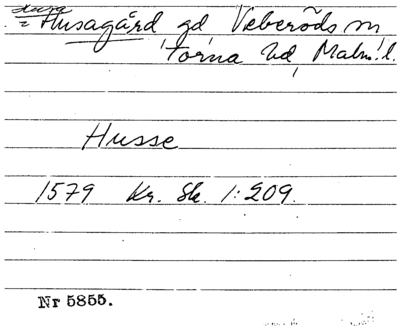 = Husagård gd Veberöds sn
Torna hd, Malm. l.
Husse
1579 Kr. Sk. 1:209.
Nr 5855.